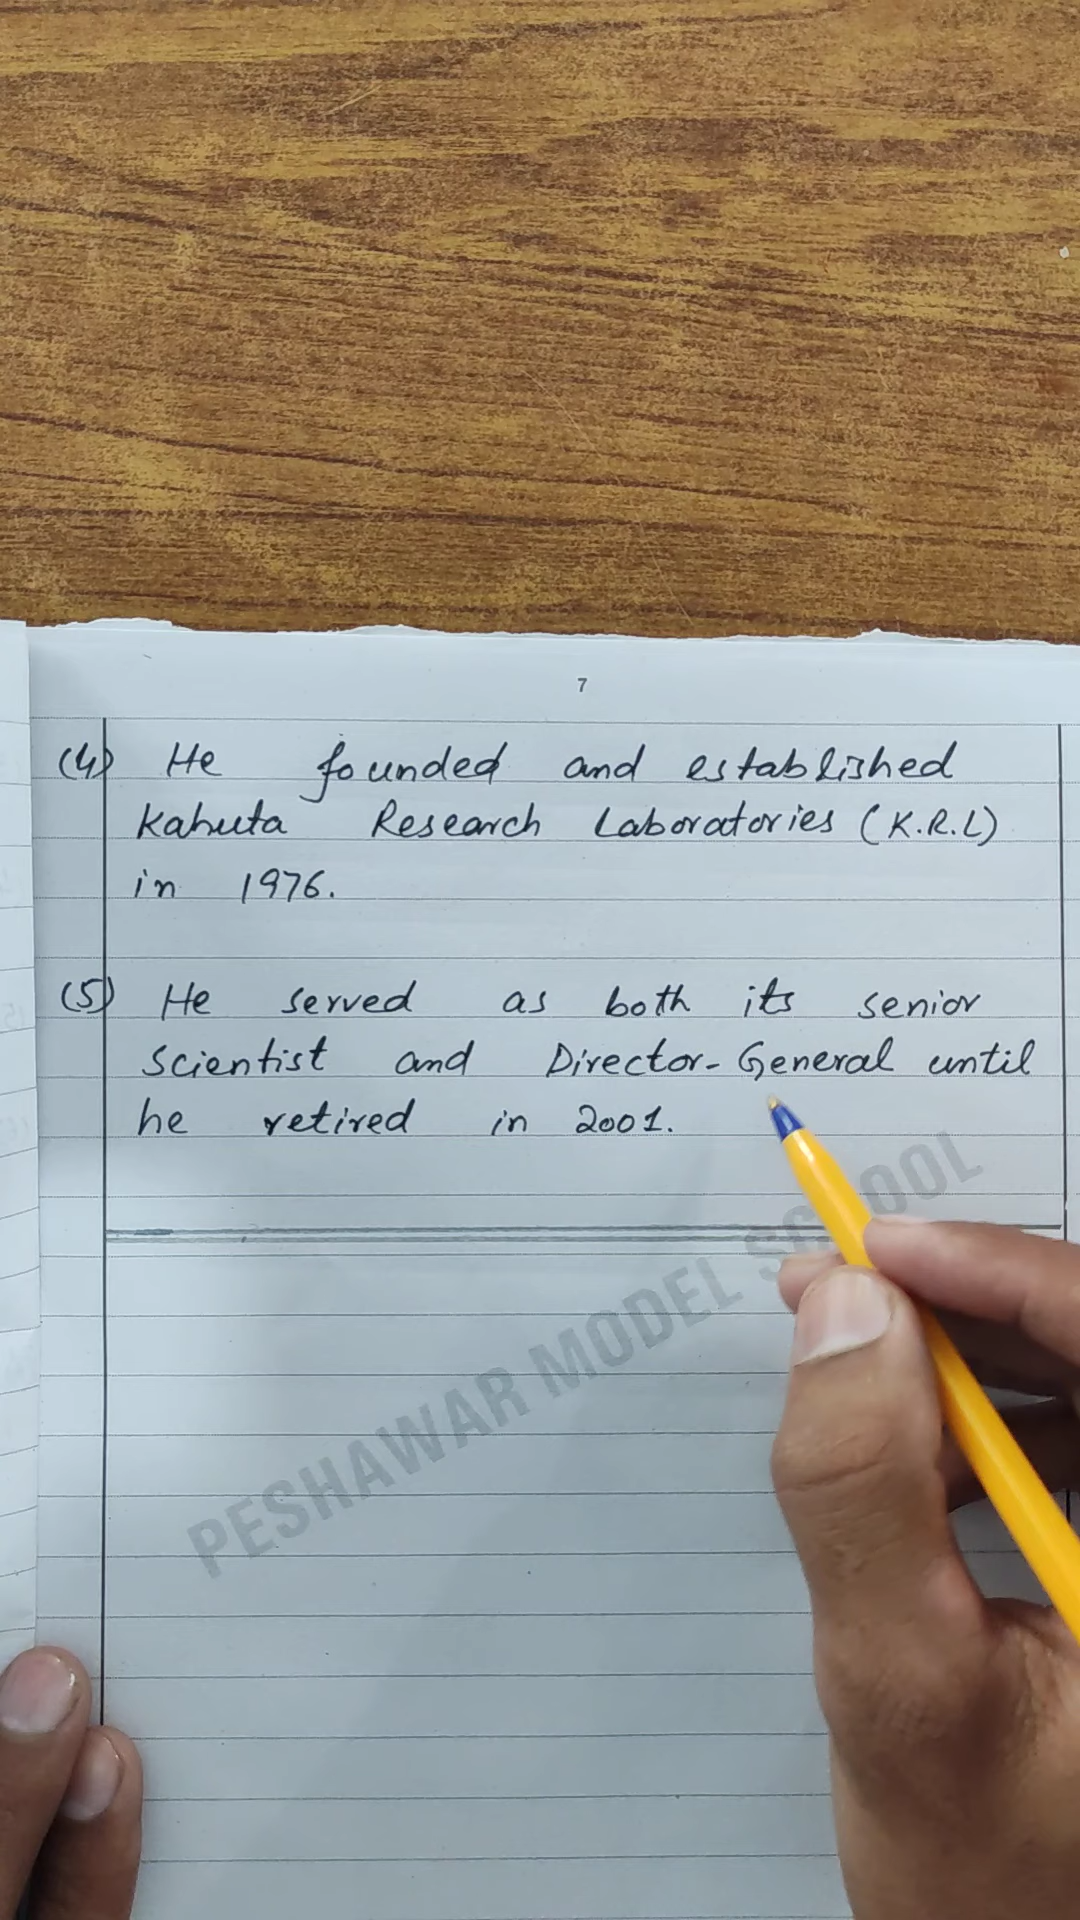 7
(4) He founded and established
Kahuta Research Laboratories (K.R.L)
in 1976.
(5) He served as both its senior
Scientist and Director-General until
he retired in 2001.
PESHAWAR MODEL SCHOOL